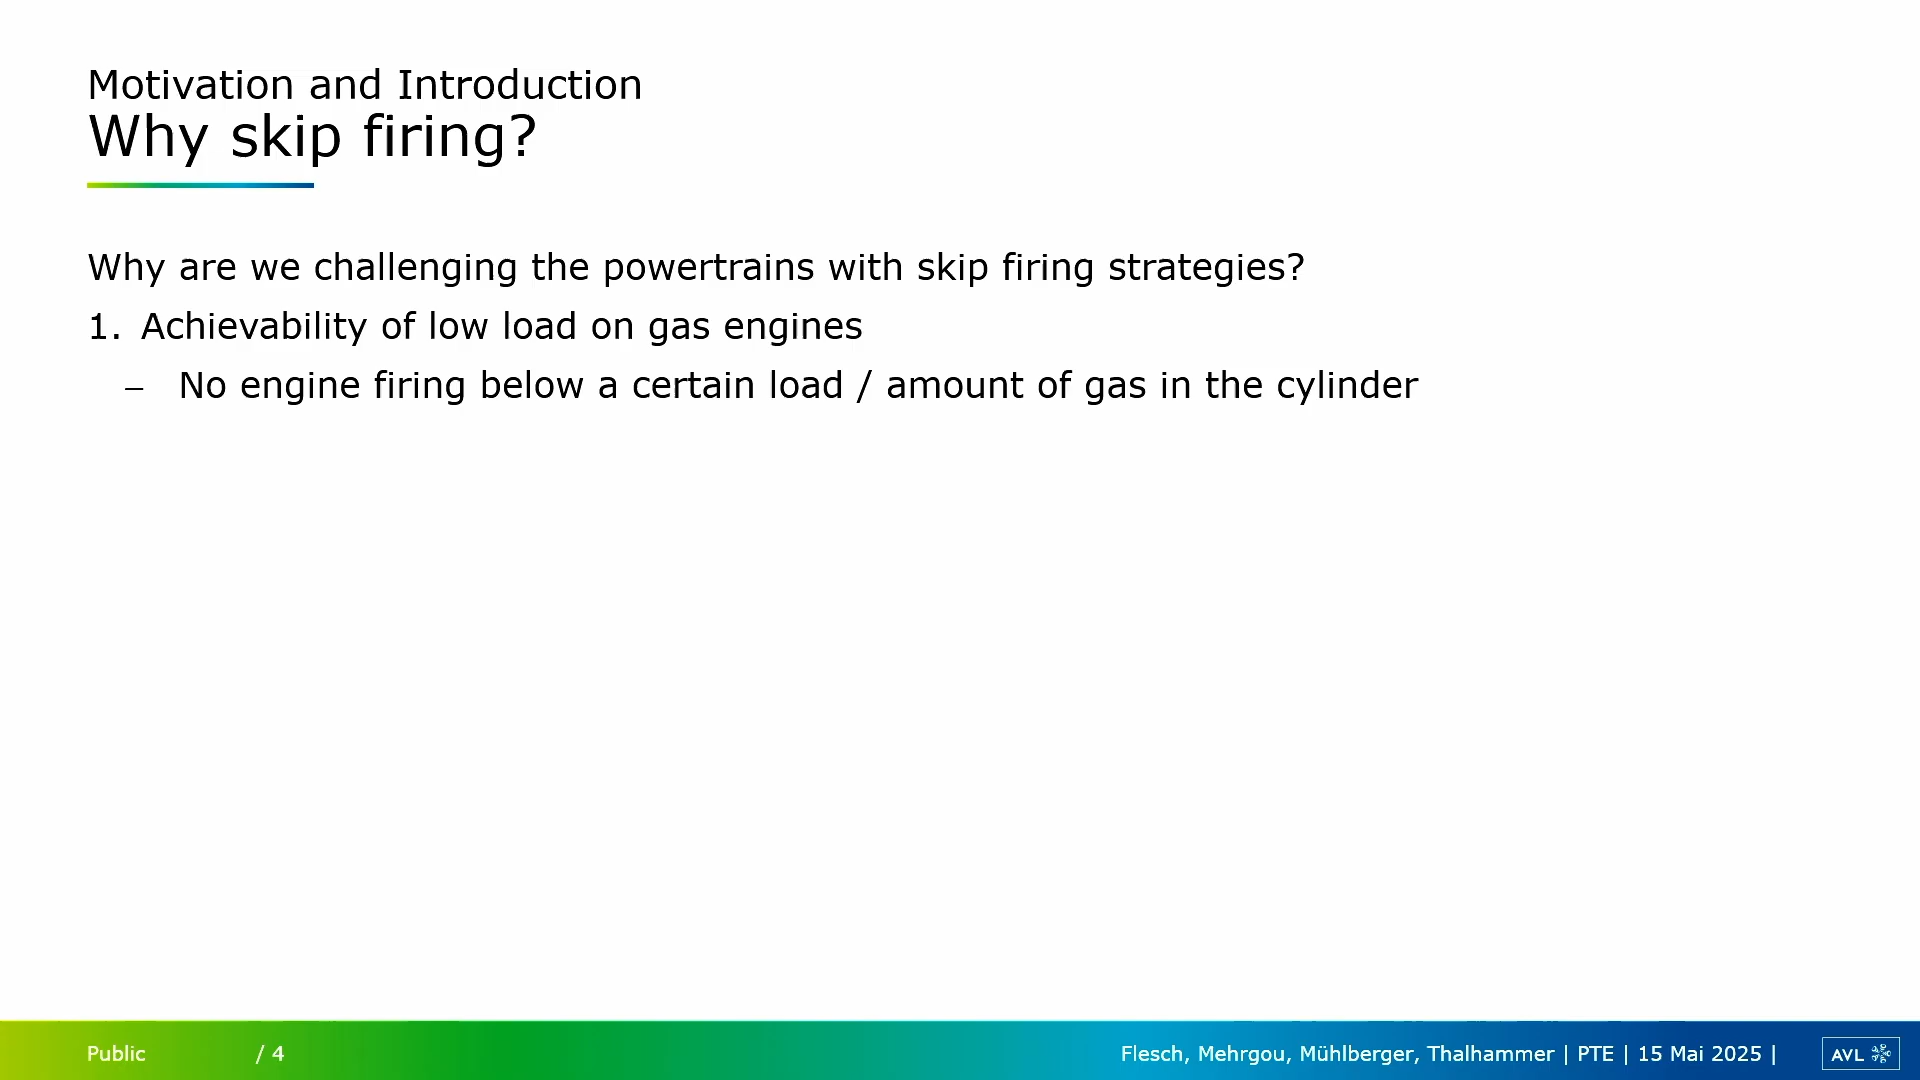 Motivation and Introduction
Why skip firing?
Why are we challenging the powertrains with skip firing strategies?
1. Achievability of low load on gas engines
– No engine firing below a certain load / amount of gas in the cylinder
Public / 4 Flesch, Mehrgou, Mühlberger, Thalhammer | PTE | 15 Mai 2025 | AVL